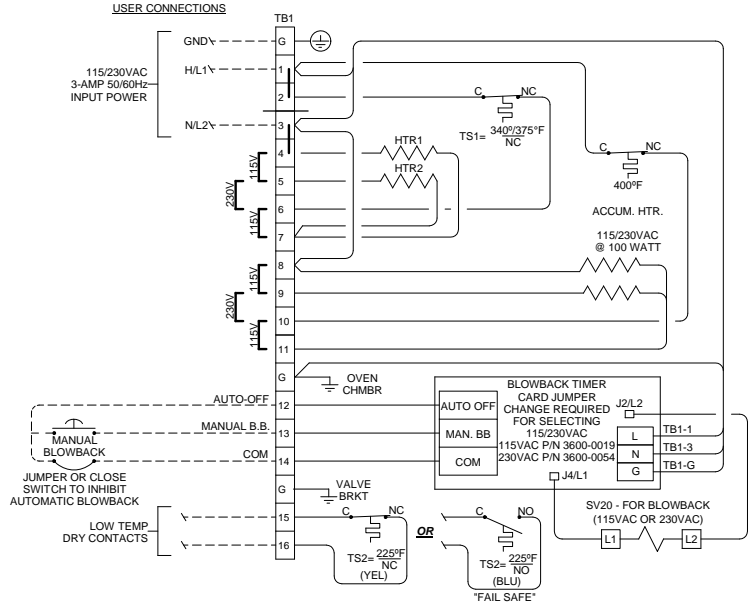 USER CONNECTIONS
TB1
GND
G
H/L1
1
115/230VAC
3-AMP 50/60Hz
INPUT POWER
2
C
NC
TS1= 340º/375°F
NC
N/L2
3
C
NC
400ºF
115V
4
HTR1
230V
5
HTR2
115V
6
7
ACCUM. HTR.
115/230VAC
@ 100 WATT
115V
8
230V
9
115V
10
11
G
OVEN
CHMBR
BLOWBACK TIMER
CARD JUMPER
CHANGE REQUIRED
FOR SELECTING
115/230VAC
115VAC P/N 3600-0019
230VAC P/N 3600-0054
J2/L2
AUTO-OFF
12
AUTO OFF
MANUAL B.B.
13
MAN. BB
COM
14
COM
L
TB1-1
N
TB1-3
G
TB1-G
J4/L1
MANUAL
BLOWBACK
JUMPER OR CLOSE
SWITCH TO INHIBIT
AUTOMATIC BLOWBACK
G
VALVE
BRKT
SV20 - FOR BLOWBACK
(115VAC OR 230VAC)
L1
L2
LOW TEMP
DRY CONTACTS
15
16
C
NC
TS2= 225ºF
NC
(YEL)
OR
C
NO
TS2= 225ºF
NO
(BLU)
"FAIL SAFE"